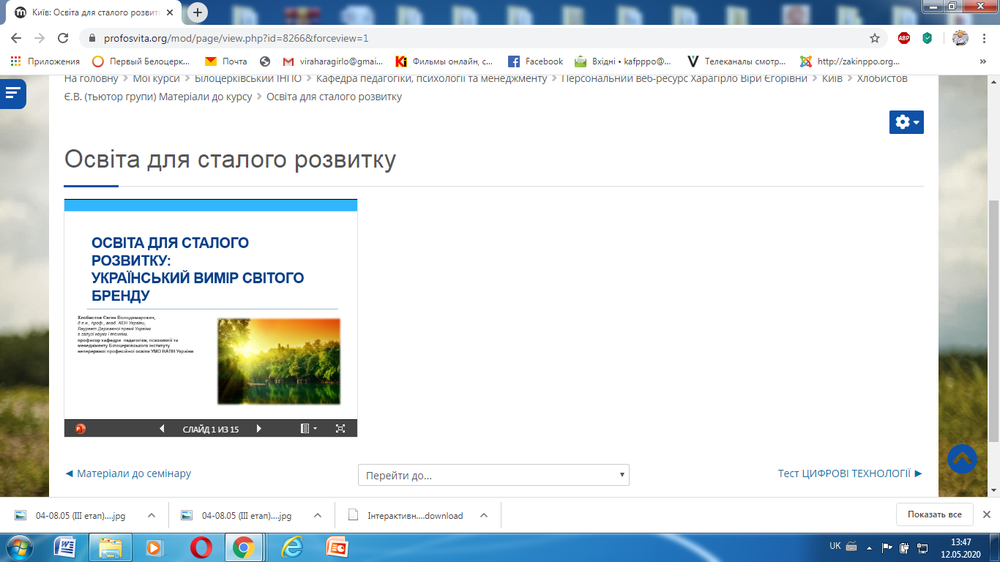 Київ: Освіта для сталого розвит
profosvita.org/mod/page/view.php?id=8266&forceview=1
ABP
Приложения
Первый Белоцерк...
Почта
viraharagirlo@gmai...
Фильмы онлайн, с...
Facebook
Вхідні • kafpppo@...
Телеканалы смотр...
http://zakinppo.org...
»
На головну > Мої курси > Білоцерківський ІНПО > Кафедра педагогіки, психології та менеджменту > Персональний веб-ресурс Харагірло Віри Єгорівни > Київ > Хлобистов
Є.В. (тьютор групи) Матеріали до курсу > Освіта для сталого розвитку
Освіта для сталого розвитку
ОСВІТА ДЛЯ СТАЛОГО
РОЗВИТКУ:
УКРАЇНСЬКИЙ ВИМІР СВІТОГО
БРЕНДУ
Хлобистов Євген Володимирович,
д.е.н., проф., акад. АЕН України,
Лауреат Державної премії України
в галузі науки і техніки,
професор кафедри педагогіки, психології та
менеджменту Білоцерківського інституту
неперервної професійної освіти УМО НАПН України
СЛАЙД 1 ИЗ 15
◄ Матеріали до семінару
Перейти до...
Тест ЦИФРОВІ ТЕХНОЛОГІЇ ►
04-08.05 (ІІІ етап)....jpg
04-08.05 (ІІІ етап)....jpg
Інтерактивн....download
Показать все
UK
13:47
12.05.2020